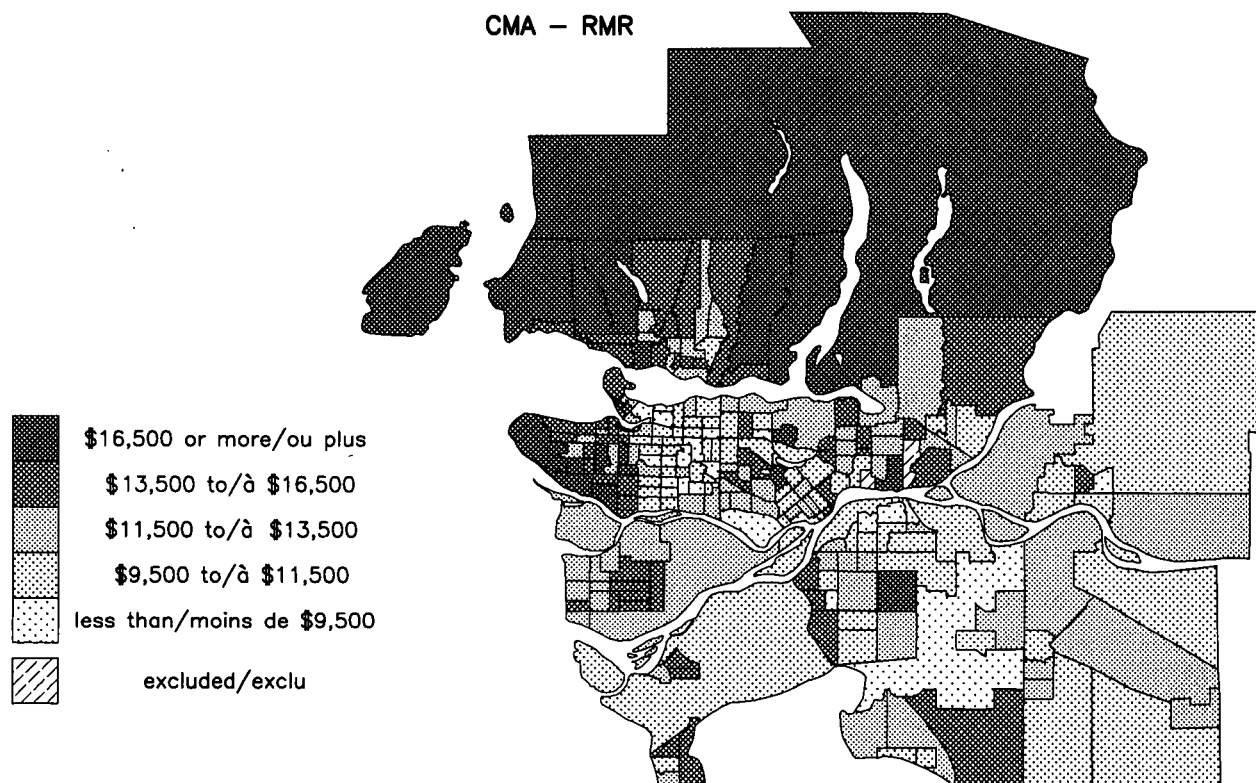 CMA – RMR
$16,500 or more/ou plus
$13,500 to/à $16,500
$11,500 to/à $13,500
$9,500 to/à $11,500
less than/moins de $9,500
excluded/exclu